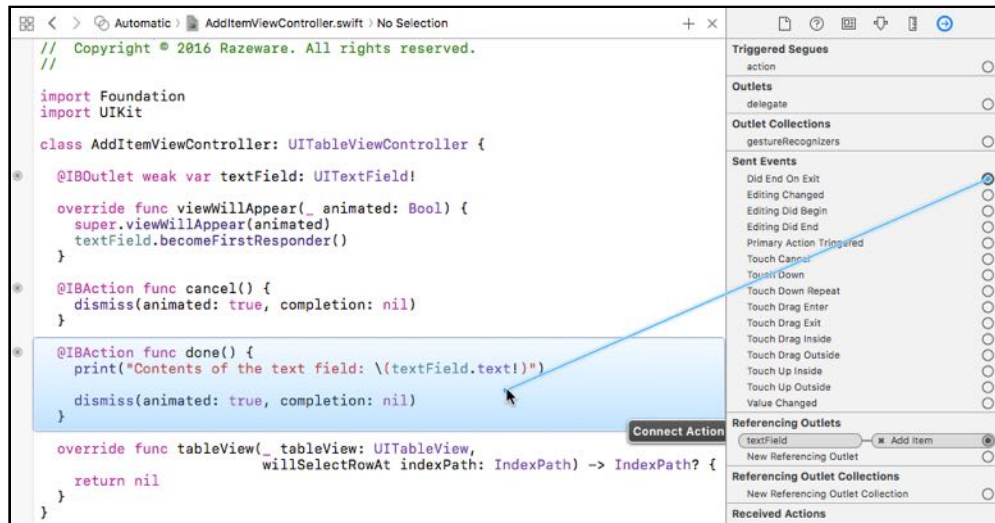 Automatic › AddItemViewController.swift › No Selection
//  Copyright © 2016 Razeware. All rights reserved.
//
import Foundation
import UIKit
class AddItemViewController: UITableViewController {
@IBOutlet weak var textField: UITextField!
override func viewWillAppear(_ animated: Bool) {
super.viewWillAppear(animated)
textField.becomeFirstResponder()
}
@IBAction func cancel() {
dismiss(animated: true, completion: nil)
}
@IBAction func done() {
print("Contents of the text field: \(textField.text!)")
dismiss(animated: true, completion: nil)
}
Connect Action
override func tableView(_ tableView: UITableView,
willSelectRowAt indexPath: IndexPath) -> IndexPath? {
return nil
}
}
Triggered Segues
action
Outlets
delegate
Outlet Collections
gestureRecognizers
Sent Events
Did End On Exit
Editing Changed
Editing Did Begin
Editing Did End
Primary Action Triggered
Touch Cancel
Touch Down
Touch Down Repeat
Touch Drag Enter
Touch Drag Exit
Touch Drag Inside
Touch Drag Outside
Touch Up Inside
Touch Up Outside
Value Changed
Referencing Outlets
textField Add Item
New Referencing Outlet
Referencing Outlet Collections
New Referencing Outlet Collection
Received Actions